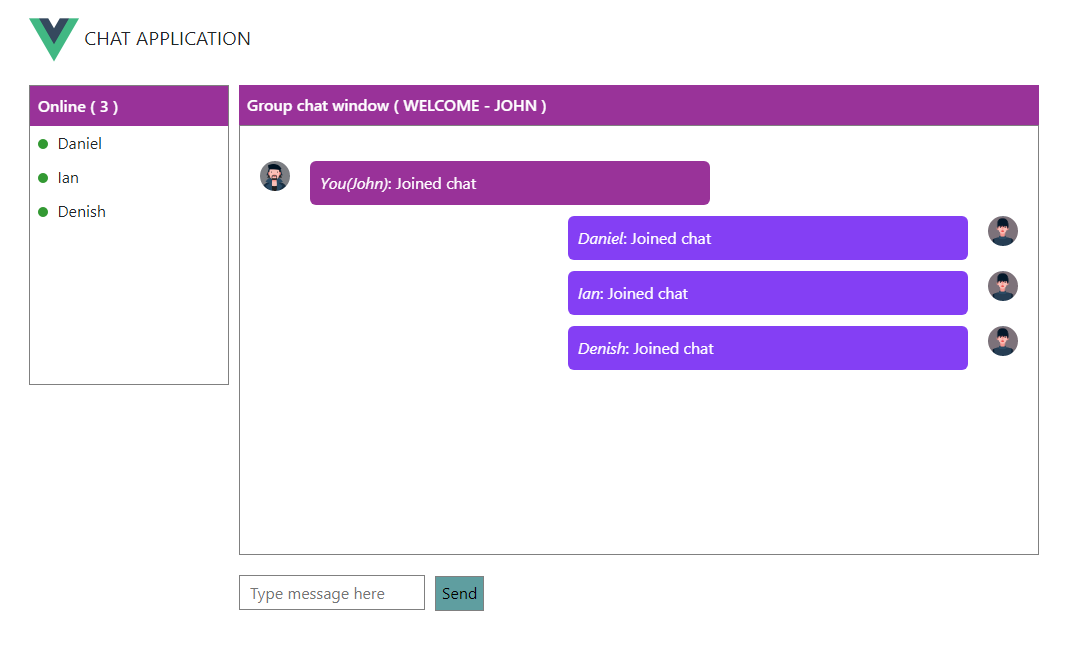 CHAT APPLICATION
Online ( 3 )
Daniel
Ian
Denish
Group chat window ( WELCOME - JOHN )
You(John): Joined chat
Daniel: Joined chat
Ian: Joined chat
Denish: Joined chat
Type message here
Send